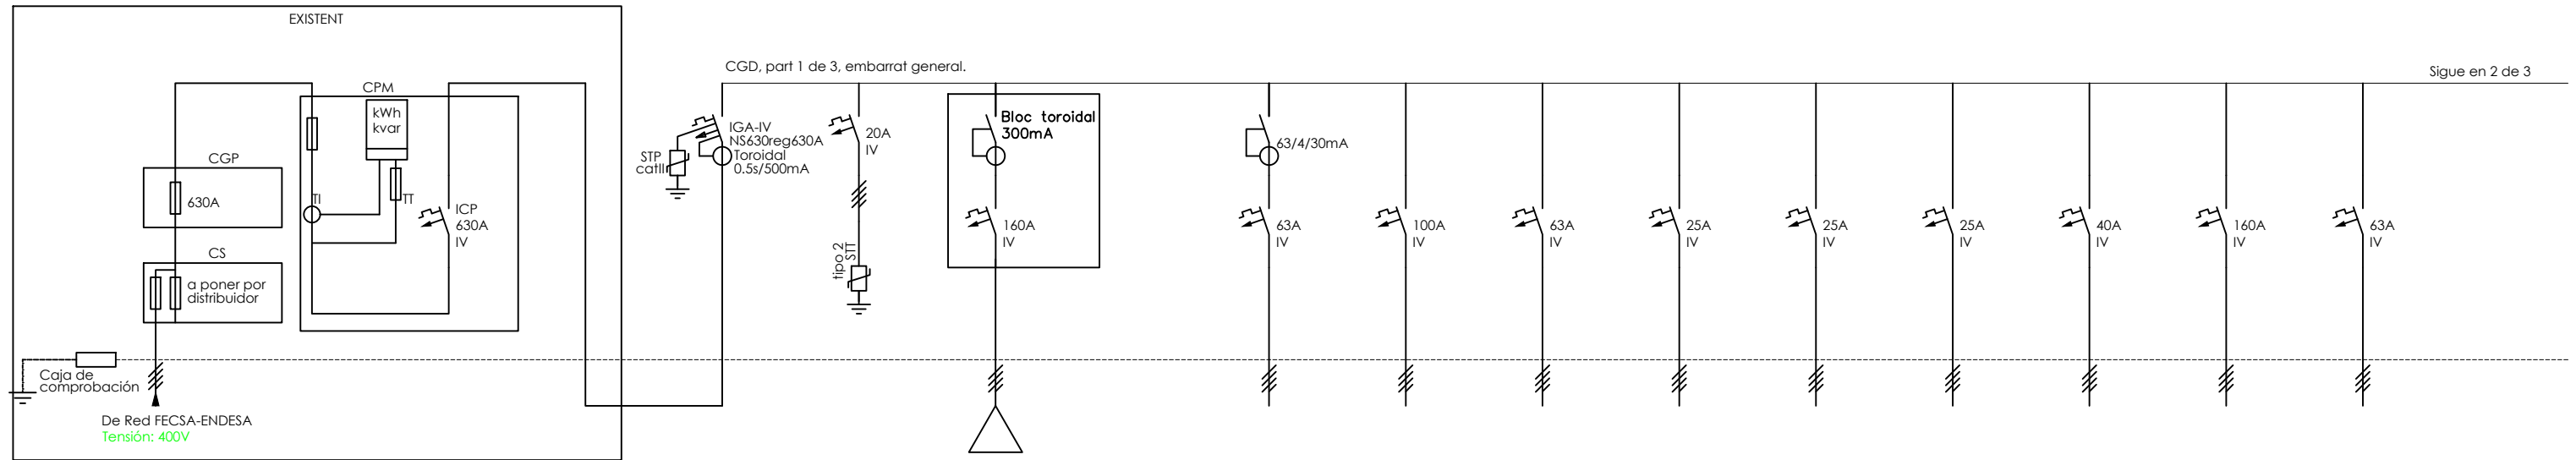 EXISTENT
CGD, part 1 de 3, embarrat general.
Sigue en 2 de 3
CPM
kWh
kvar
CGP
630A
TI
TT
ICP
630A
IV
CS
a poner por
distribuidor
Caja de
comprobación
De Red FECSA-ENDESA
Tensión: 400V
STP
catIII
IGA-IV
NS630reg630A
Toroidal
0.5s/500mA
20A
IV
tipo 2
STT
Bloc toroidal
300mA
160A
IV
63/4/30mA
63A
IV
100A
IV
63A
IV
25A
IV
25A
IV
25A
IV
40A
IV
160A
IV
63A
IV